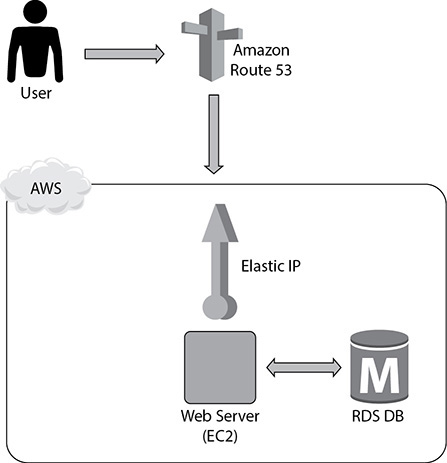 User
Amazon
Route 53
AWS
Elastic IP
M
Web Server
(EC2)
RDS DB